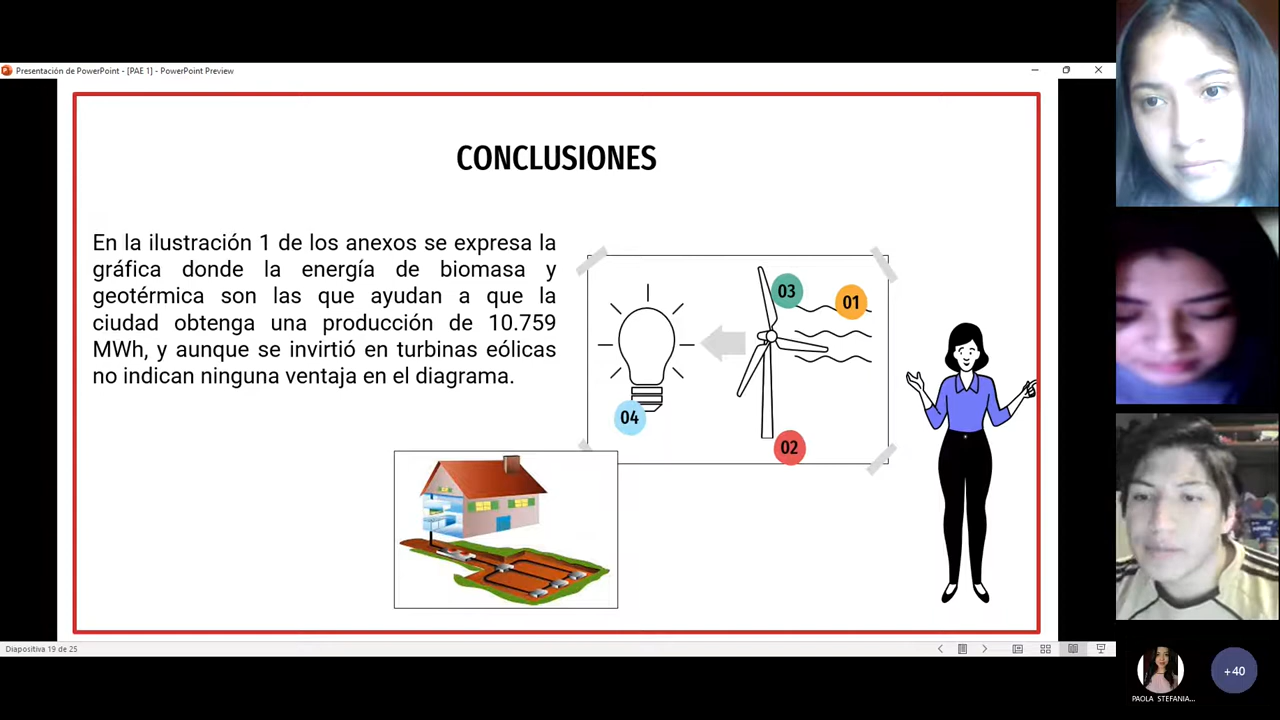 Presentación de PowerPoint - [PAE 1] - PowerPoint Preview
CONCLUSIONES
En la ilustración 1 de los anexos se expresa la
gráfica donde la energía de biomasa y
geotérmica son las que ayudan a que la
ciudad obtenga una producción de 10.759
MWh, y aunque se invirtió en turbinas eólicas
no indican ninguna ventaja en el diagrama.
03
01
04
02
Diapositiva 19 de 25
+40
PAOLA STEFANIA...